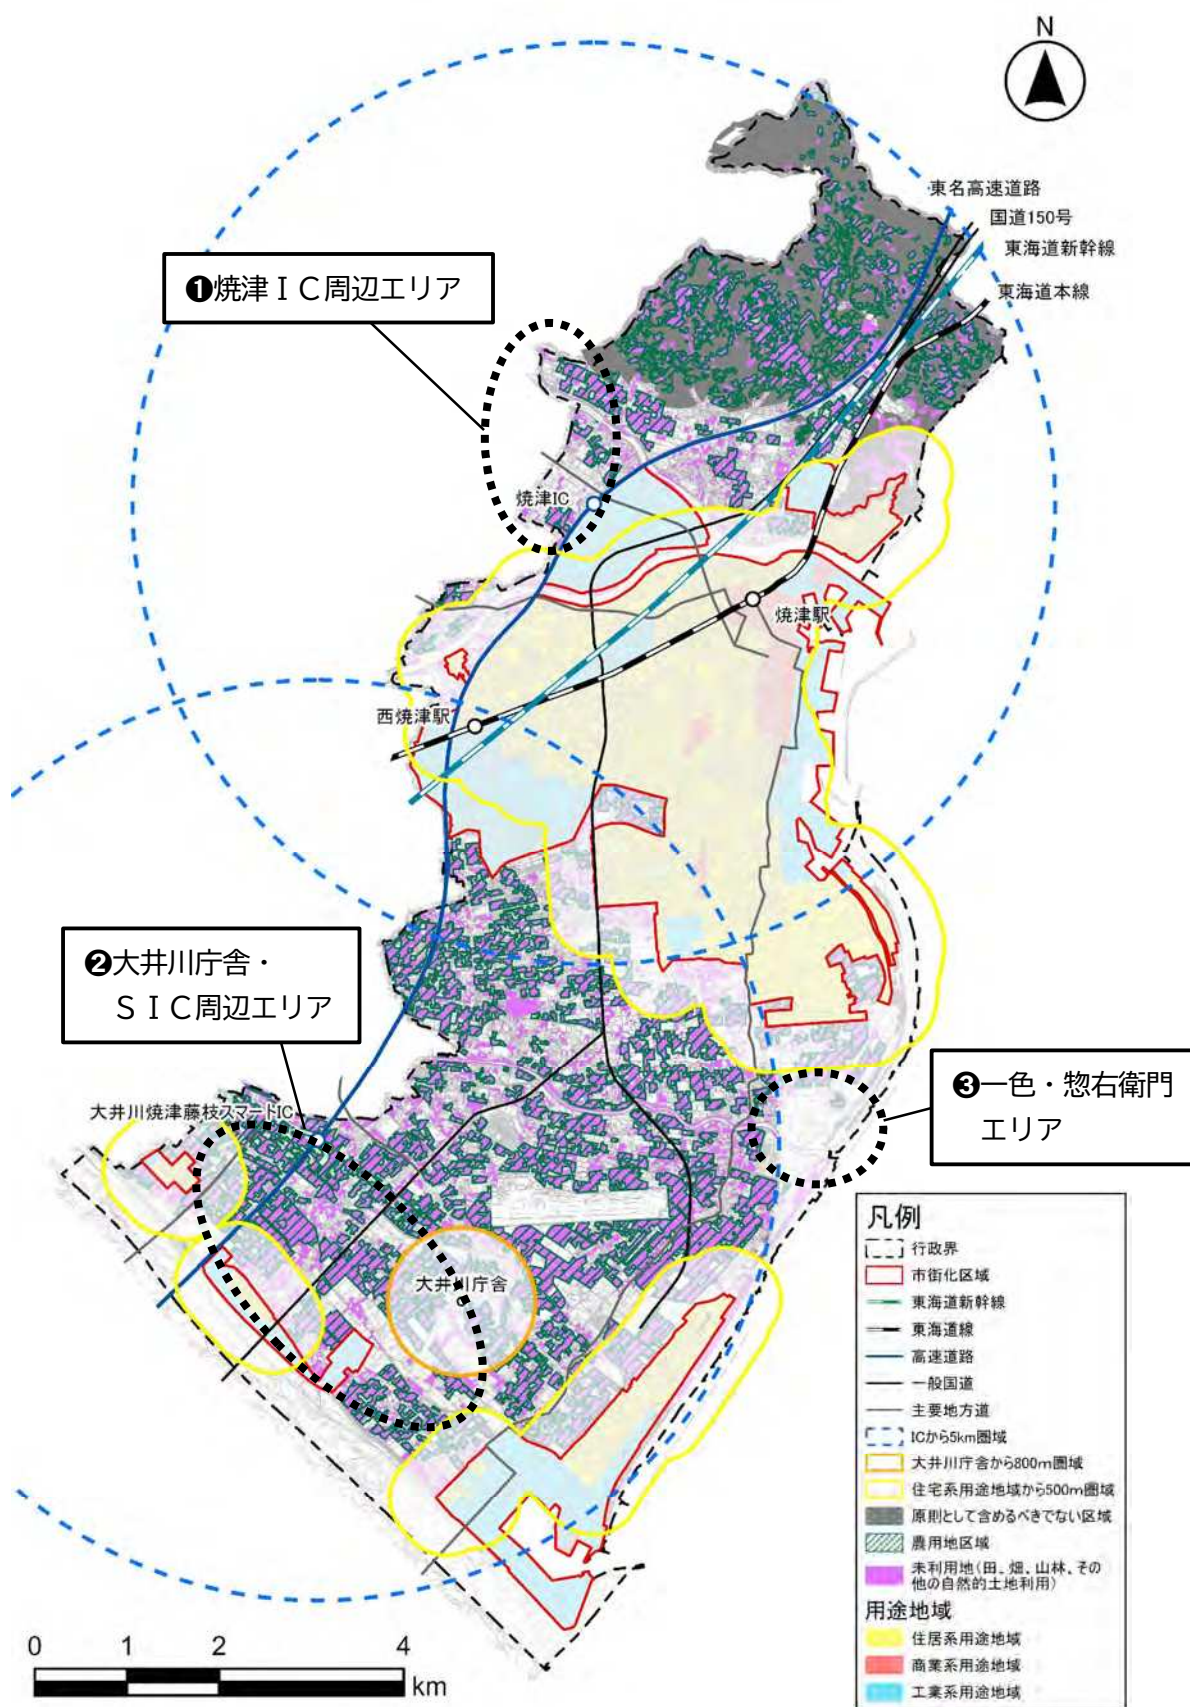 N
東名高速道路
国道150号
東海道新幹線
東海道本線
❶焼津ＩＣ周辺エリア
焼津IC
焼津駅
西焼津駅
❷大井川庁舎・
ＳＩＣ周辺エリア
大井川焼津藤枝スマートIC
❸一色・惣右衛門
エリア
大井川庁舎
凡例
行政界
市街化区域
東海道新幹線
東海道線
高速道路
一般国道
主要地方道
ICから5km圏域
大井川庁舎から800m圏域
住宅系用途地域から500m圏域
原則として含めるべきでない区域
農用地区域
未利用地(田、畑、山林、その
他の自然的土地利用)
用途地域
住居系用途地域
商業系用途地域
工業系用途地域
0 1 2 4
km